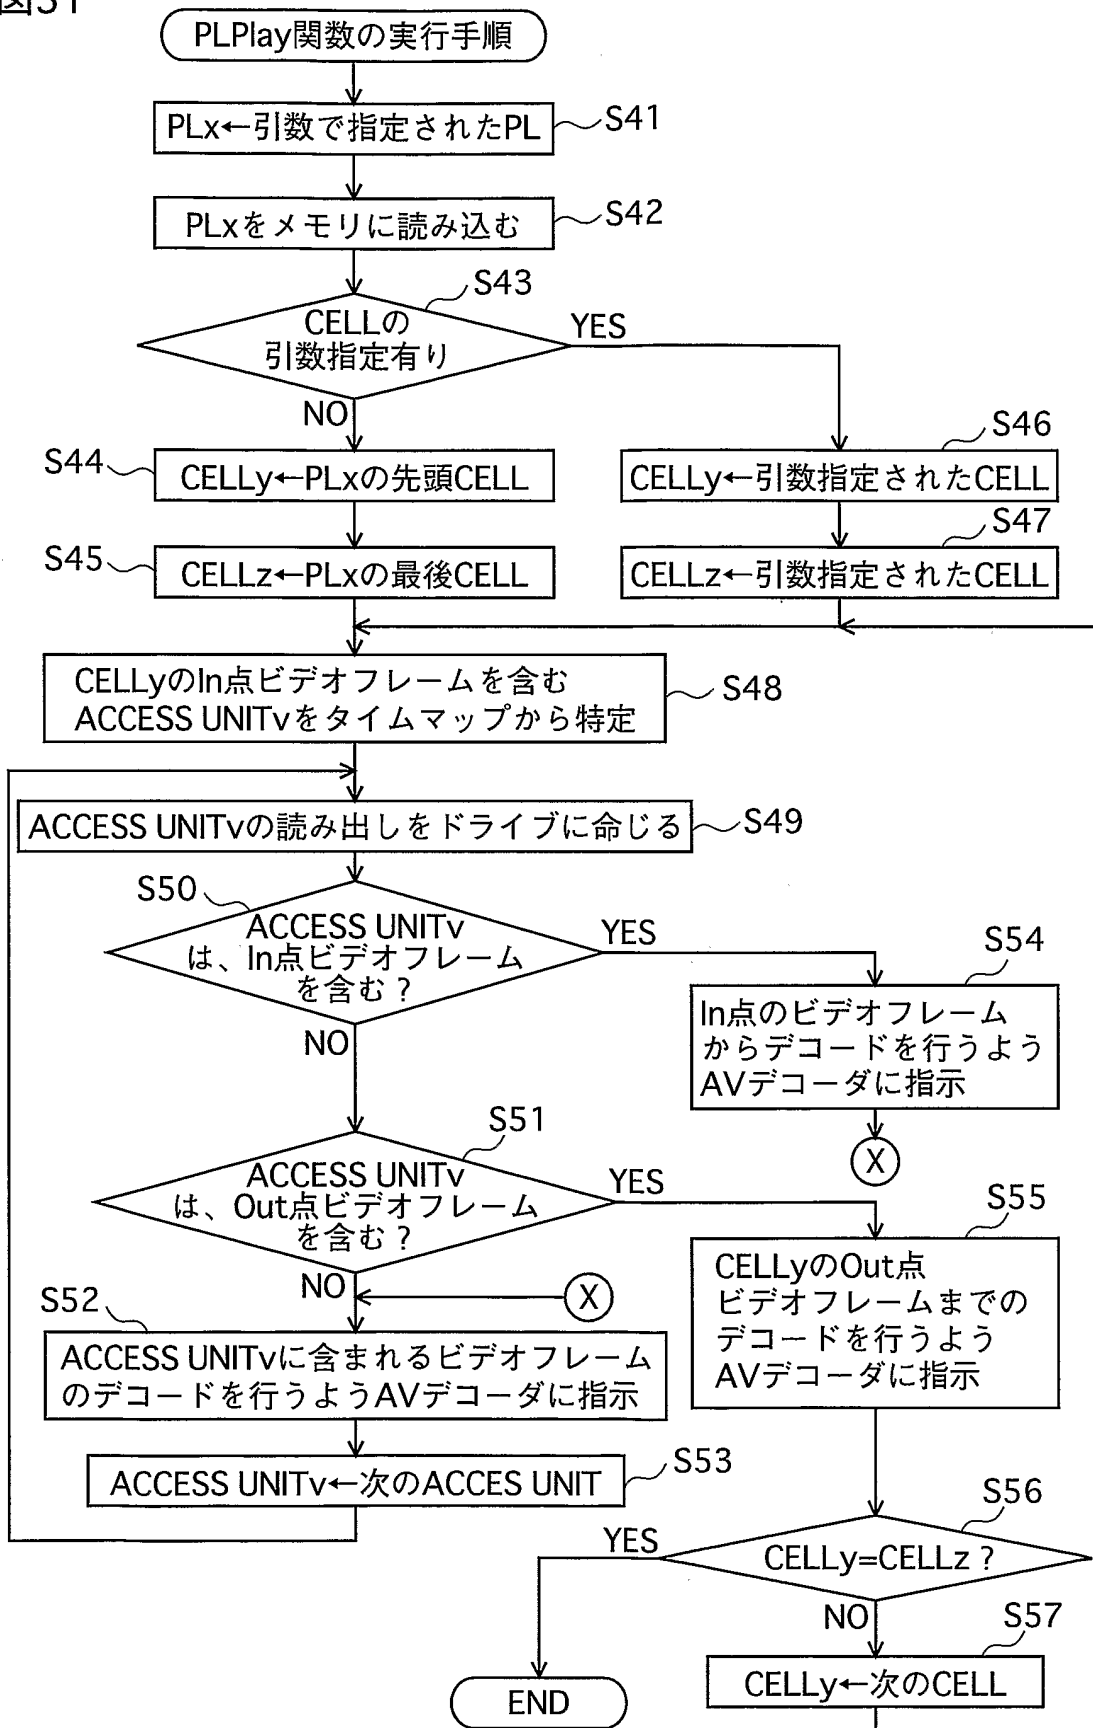 図31
PLPlay関数の実行手順
PLx←引数で指定されたPL
S41
PLxをメモリに読み込む
S42
S43
CELLの
引数指定有り
YES
NO
S44
CELLy←PLxの先頭CELL
S46
CELLy←引数指定されたCELL
S45
CELLz←PLxの最後CELL
S47
CELLz←引数指定されたCELL
CELLyのIn点ビデオフレームを含む
ACCESS UNITvをタイムマップから特定
S48
ACCESS UNITvの読み出しをドライブに命じる
S49
S50
ACCESS UNITv
は、In点ビデオフレーム
を含む?
YES
NO
S54
In点のビデオフレーム
からデコードを行うよう
AVデコーダに指示
X
S51
ACCESS UNITv
は、Out点ビデオフレーム
を含む?
YES
NO
X
S55
CELLyのOut点
ビデオフレームまでの
デコードを行うよう
AVデコーダに指示
S52
ACCESS UNITvに含まれるビデオフレーム
のデコードを行うようAVデコーダに指示
ACCESS UNITv←次のACCES UNIT
S53
S56
CELLy=CELLz?
YES
NO
S57
CELLy←次のCELL
END